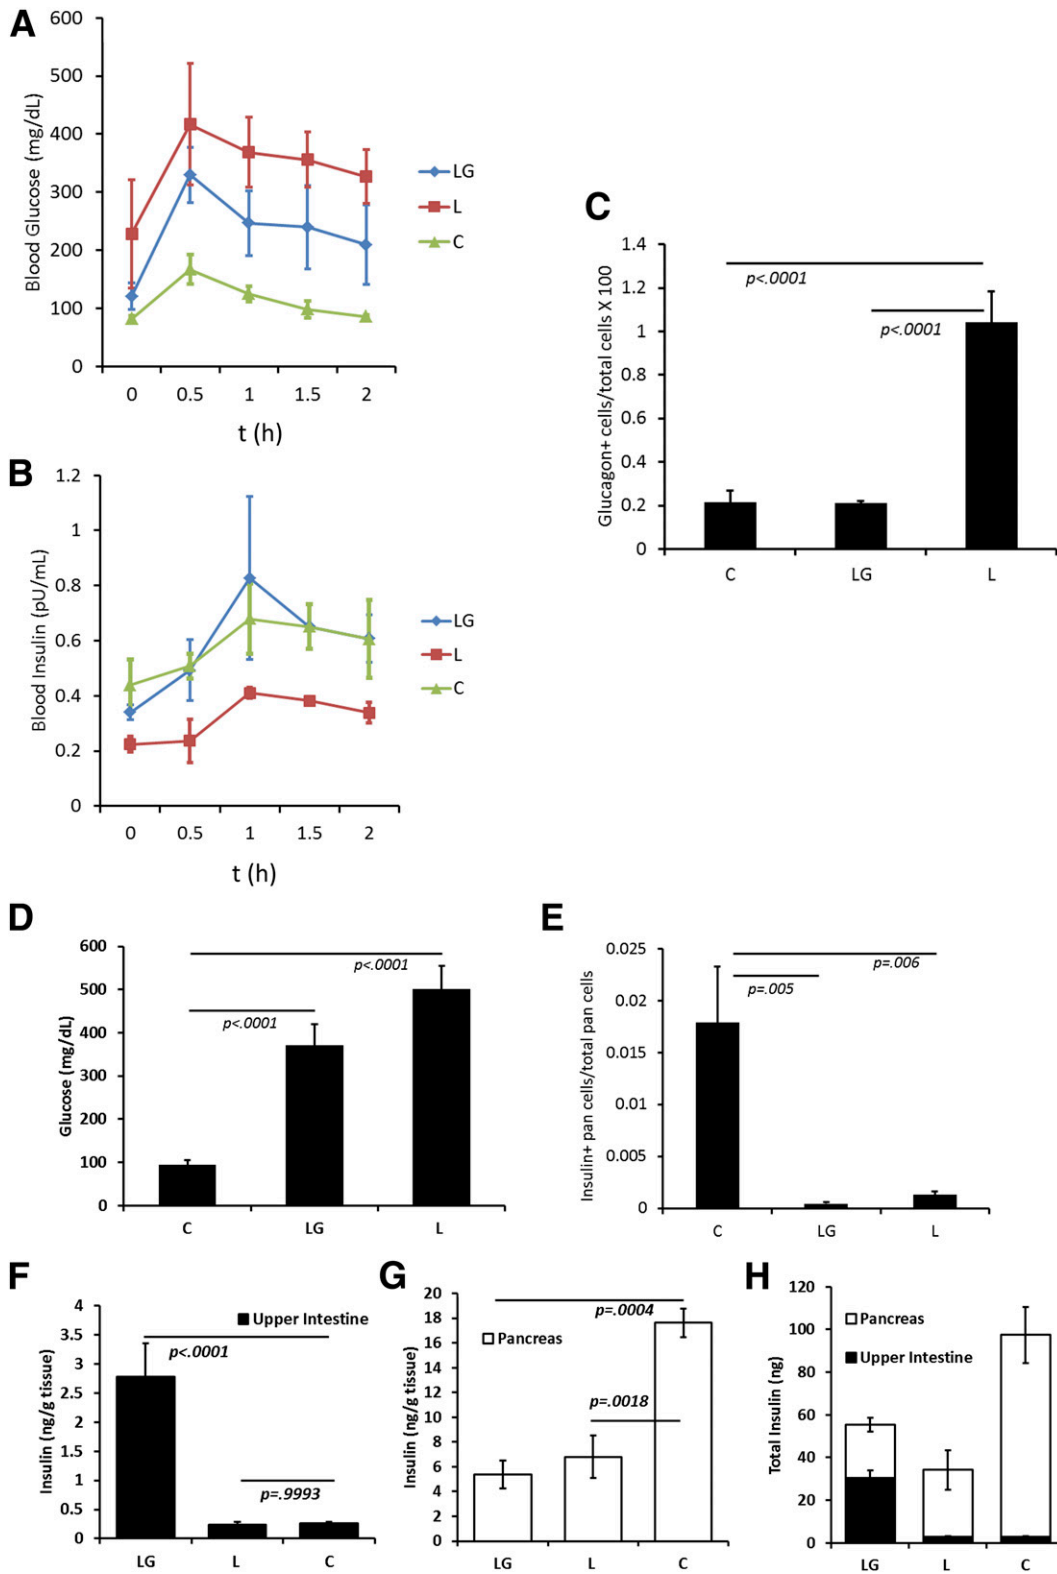 A
600
500
400
300
200
100
0
Blood Glucose (mg/dL)
LG
L
C
0 0.5 1 1.5 2
t (h)
B
1.2
1
0.8
0.6
0.4
0.2
0
Blood Insulin (pU/mL)
LG
L
C
0 0.5 1 1.5 2
t (h)
C
1.4
1.2
1
0.8
0.6
0.4
0.2
0
Glucagon+ cells/total cells X 100
p<.0001
p<.0001
C LG L
D
600
500
400
300
200
100
0
Glucose (mg/dL)
p<.0001
p<.0001
C LG L
E
0.025
0.02
0.015
0.01
0.005
0
Insulin+ pan cells/total pan cells
p=.006
p=.005
C LG L
F
4
3.5
3
2.5
2
1.5
1
0.5
0
Insulin (ng/g tissue)
Upper Intestine
p<.0001
p=.9993
LG L C
G
20
18
16
14
12
10
8
6
4
2
0
Insulin (ng/g tissue)
Pancreas
p=.0004
p=.0018
LG L C
H
120
100
80
60
40
20
0
Total Insulin (ng)
Pancreas
Upper Intestine
LG L C